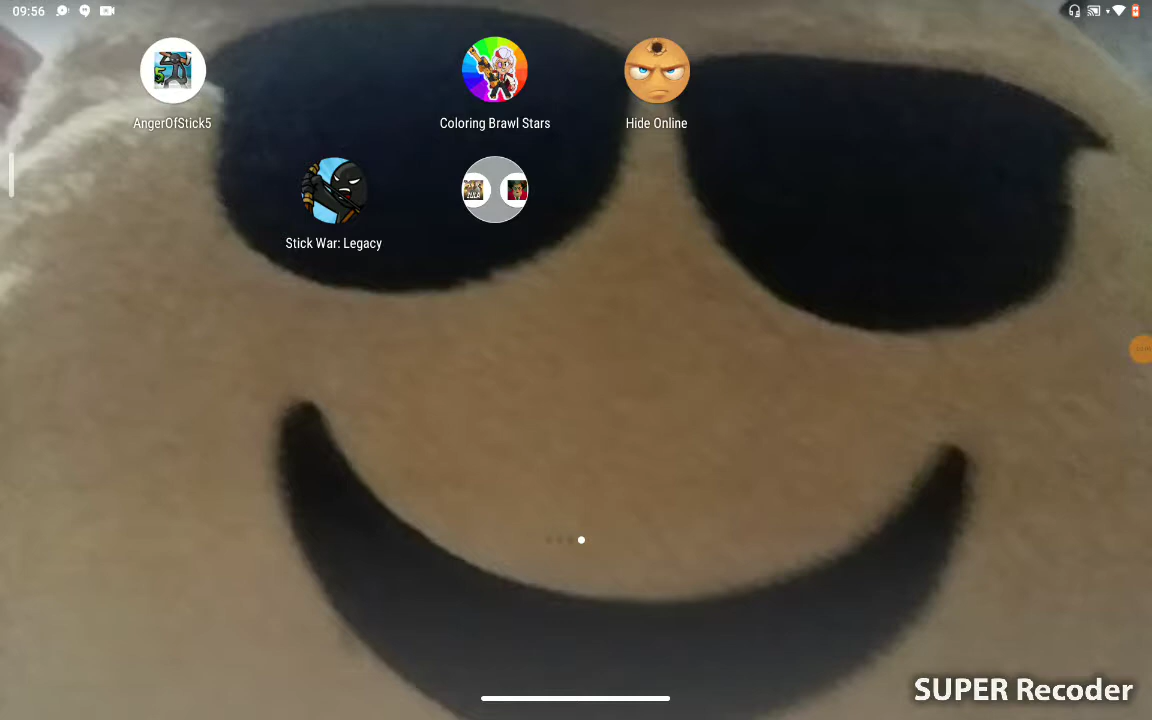 09:56
AngerOfStick5
Coloring Brawl Stars
Hide Online
Stick War: Legacy
SUPER Recoder